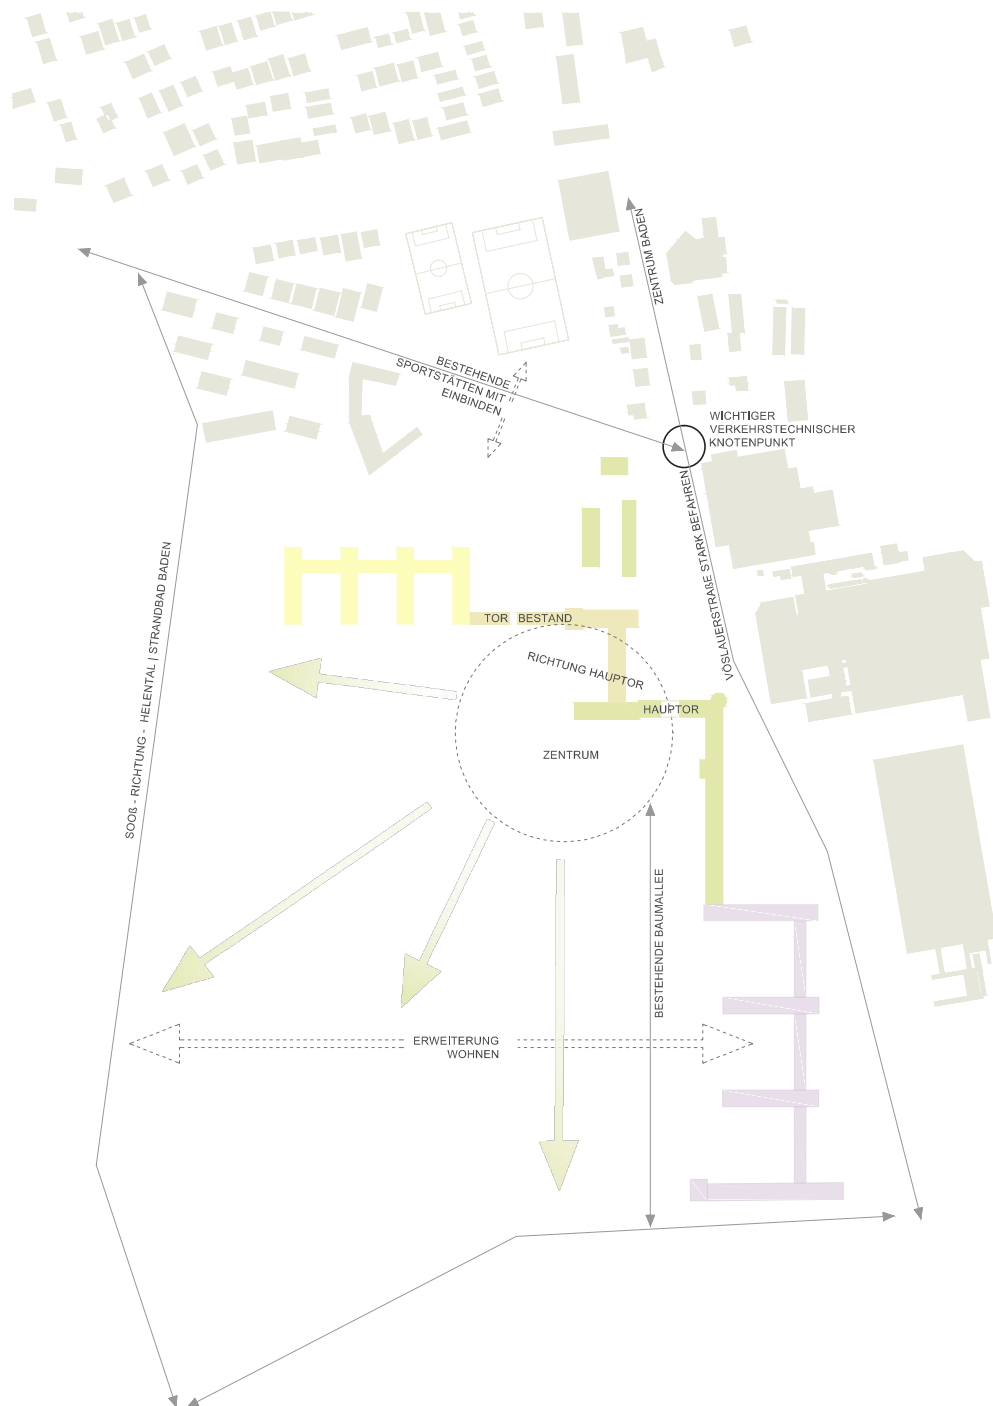 ZENTRUM BADEN
BESTEHENDE
SPORTSTÄTTEN MIT
EINBINDEN
WICHTIGER
VERKEHRSTECHNISCHER
KNOTENPUNKT
VÖSLAUERSTRAßE STARK BEFAHREN
SOOß - RICHTUNG - HELENTAL | STRANDBAD BADEN
TOR BESTAND
RICHTUNG HAUPTOR
HAUPTOR
ZENTRUM
BESTEHENDE BAUMALLEE
ERWEITERUNG
WOHNEN